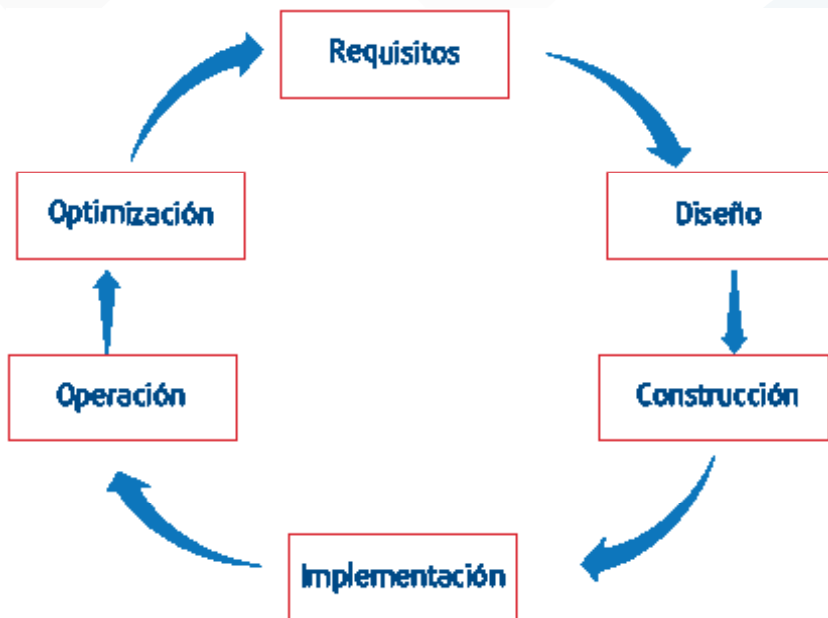 Requisitos
Diseño
Construcción
Implementación
Operación
Optimización